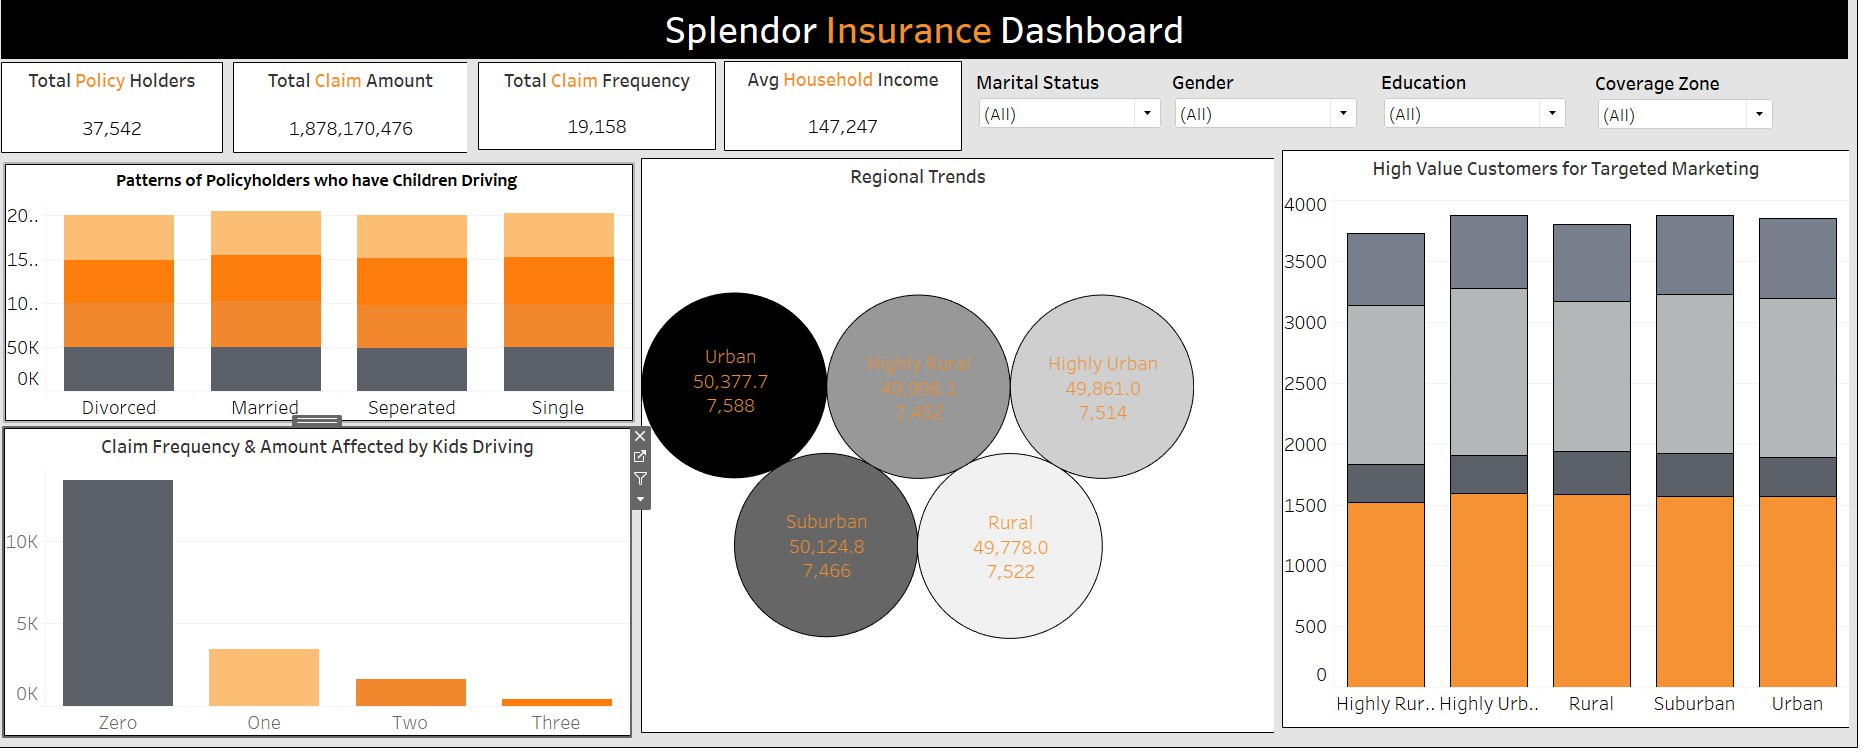 Splendor Insurance Dashboard
Total Policy Holders
37,542
Total Claim Amount
1,878,170,476
Total Claim Frequency
19,158
Avg Household Income
147,247
Marital Status
(All)
Gender
(All)
Education
(All)
Coverage Zone
(All)
Patterns of Policyholders who have Children Driving
20..
15..
10..
50K
0K
Divorced Married Seperated Single
Claim Frequency & Amount Affected by Kids Driving
10K
5K
0K
Zero One Two Three
Regional Trends
Urban
50,377.7
7,588
Highly Rural
49,998.1
7,452
Highly Urban
49,861.0
7,514
Suburban
50,124.8
7,466
Rural
49,778.0
7,522
High Value Customers for Targeted Marketing
4000
3500
3000
2500
2000
1500
1000
500
0
Highly Rur.. Highly Urb.. Rural Suburban Urban